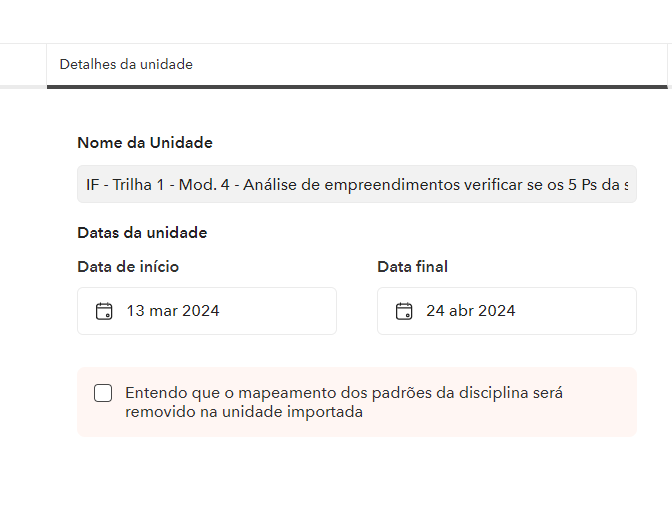 Detalhes da unidade
Nome da Unidade
IF - Trilha 1 - Mod. 4 - Análise de empreendimentos verificar se os 5 Ps da s
Datas da unidade
Data de início
Data final
13 mar 2024
24 abr 2024
Entendo que o mapeamento dos padrões da disciplina será
removido na unidade importada